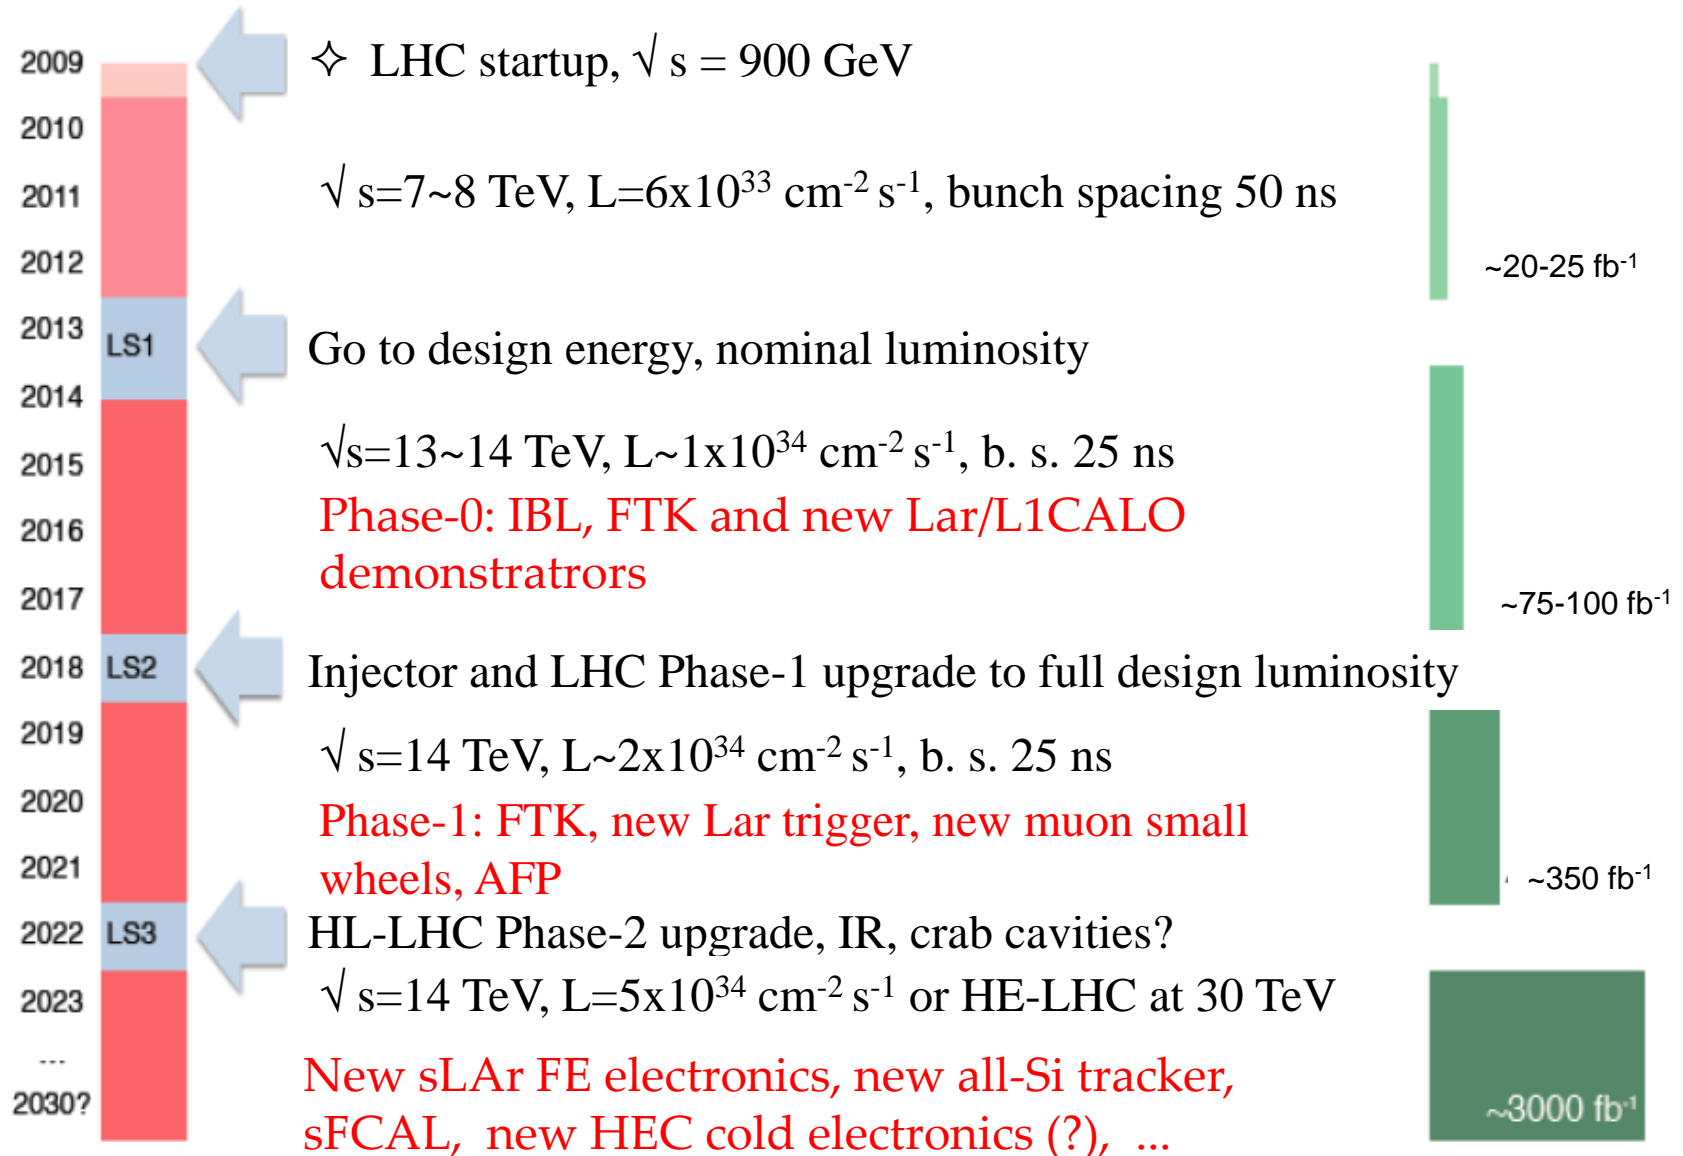 2009
✧ LHC startup, √ s = 900 GeV
2010
2011
√ s=7~8 TeV, L=6x10³³ cm⁻² s⁻¹, bunch spacing 50 ns
2012
~20-25 fb⁻¹
2013
LS1
Go to design energy, nominal luminosity
2014
√s=13~14 TeV, L~1x10³⁴ cm⁻² s⁻¹, b. s. 25 ns
2015
Phase-0: IBL, FTK and new Lar/L1CALO
2016
demonstratrors
2017
~75-100 fb⁻¹
2018
LS2
Injector and LHC Phase-1 upgrade to full design luminosity
2019
√ s=14 TeV, L~2x10³⁴ cm⁻² s⁻¹, b. s. 25 ns
2020
Phase-1: FTK, new Lar trigger, new muon small
2021
wheels, AFP
~350 fb⁻¹
2022
LS3
HL-LHC Phase-2 upgrade, IR, crab cavities?
2023
√ s=14 TeV, L=5x10³⁴ cm⁻² s⁻¹ or HE-LHC at 30 TeV
...
New sLAr FE electronics, new all-Si tracker,
2030?
~3000 fb⁻¹
sFCAL, new HEC cold electronics (?), ...